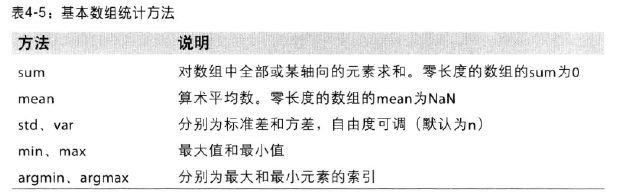 表4-5：基本数组统计方法
方法 说明
sum 对数组中全部或某轴向的元素求和。零长度的数组的sum为0
mean 算术平均数。零长度的数组的mean为NaN
std、var 分别为标准差和方差，自由度可调（默认为n）
min、max 最大值和最小值
argmin、argmax 分别为最大和最小元素的索引